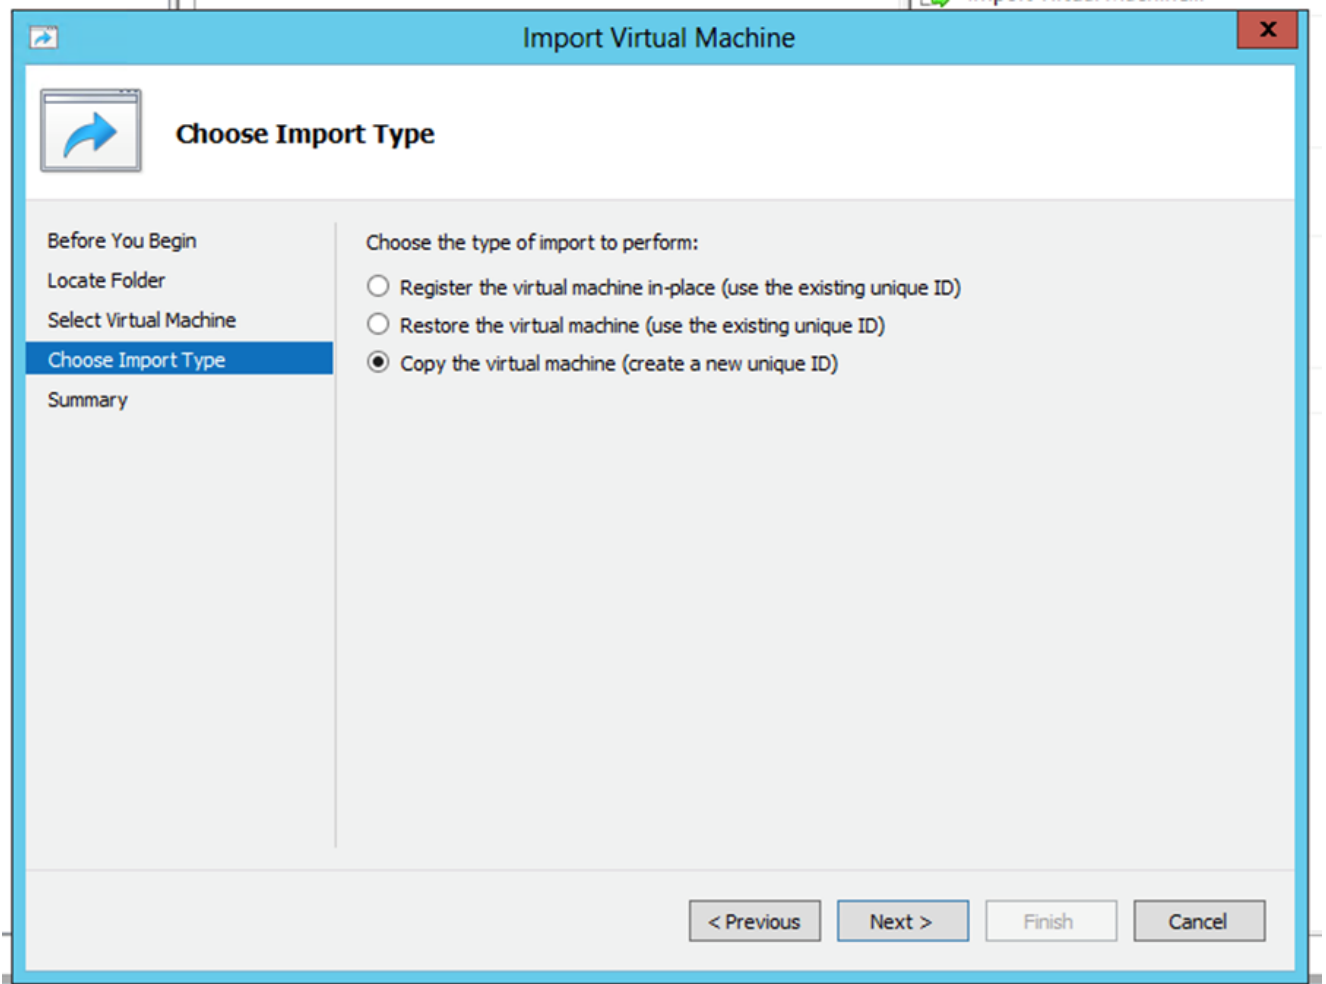 Import Virtual Machine
x
Choose Import Type
Before You Begin
Locate Folder
Select Virtual Machine
Choose Import Type
Summary
Choose the type of import to perform:
Register the virtual machine in-place (use the existing unique ID)
Restore the virtual machine (use the existing unique ID)
Copy the virtual machine (create a new unique ID)
< Previous
Next >
Finish
Cancel